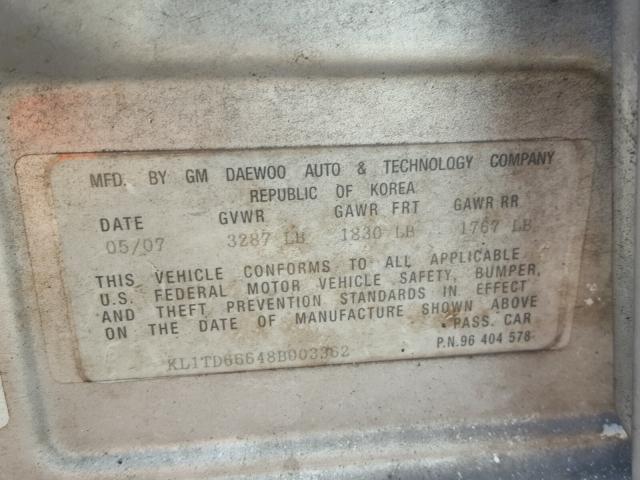 MFD. BY GM DAEWOO AUTO & TECHNOLOGY COMPANY
REPUBLIC OF KOREA
DATE GVWR GAWR FRT GAWR RR
05/07 3287 LB 1830 LB 1767 LB
THIS VEHICLE CONFORMS TO ALL APPLICABLE
U.S. FEDERAL MOTOR VEHICLE SAFETY, BUMPER,
AND THEFT PREVENTION STANDARDS IN EFFECT
ON THE DATE OF MANUFACTURE SHOWN ABOVE
PASS. CAR
KL1TD66648B003362
P.N.96 404 578